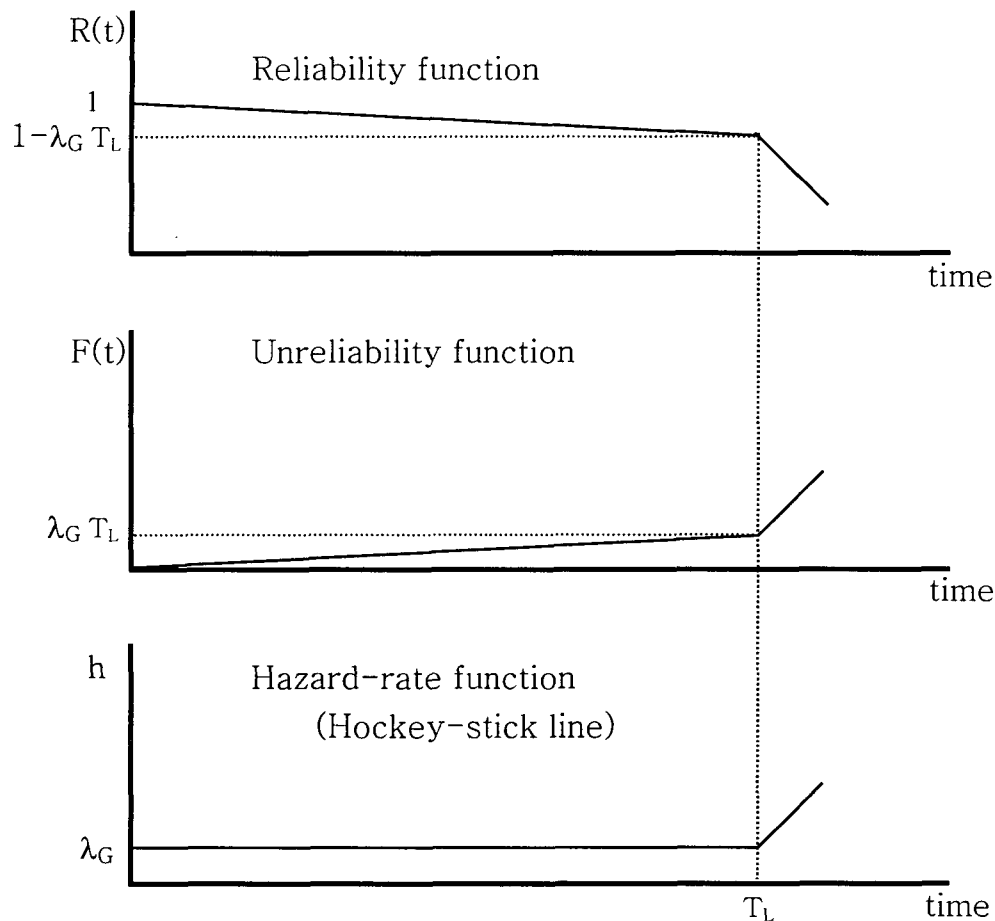 R(t)
Reliability function
1
1-λG TL
time
F(t)
Unreliability function
λG TL
time
h
Hazard-rate function
(Hockey-stick line)
λG
TL
time